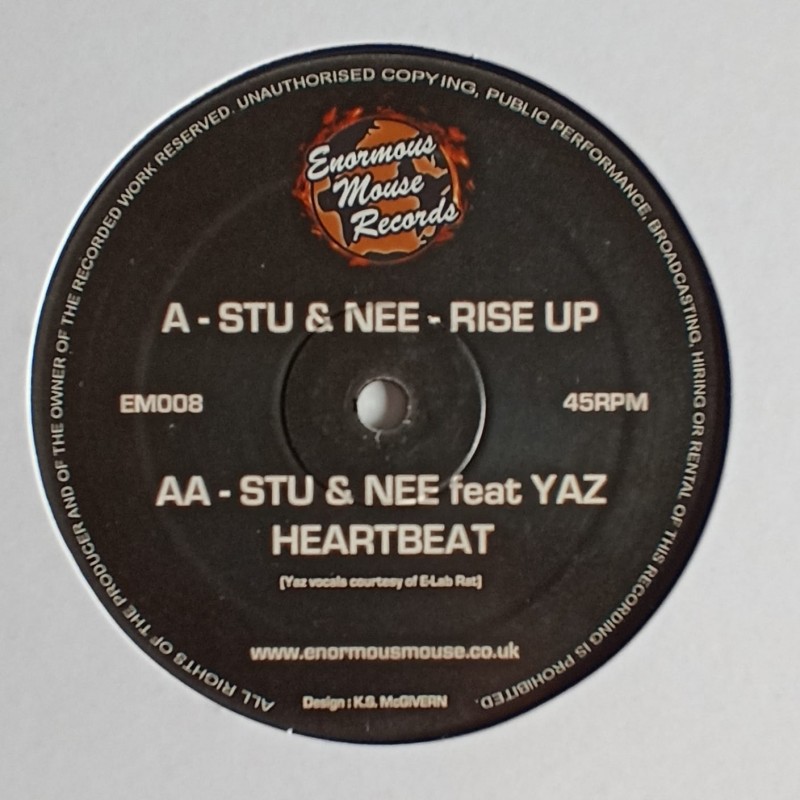 Enormous
Mouse
Records
A - STU & NEE - RISE UP
EM008
45RPM
AA - STU & NEE feat YAZ
HEARTBEAT
(Yaz vocals courtesy of E-Lab Rat)
www.enormousmouse.co.uk
Design : K.S. McGIVERN
ALL RIGHTS OF THE PRODUCER AND OF THE OWNER OF THE RECORDED WORK RESERVED. UNAUTHORISED COPYING, PUBLIC PERFORMANCE, BROADCASTING, HIRING OR RENTAL OF THIS RECORDING IS PROHIBITED.